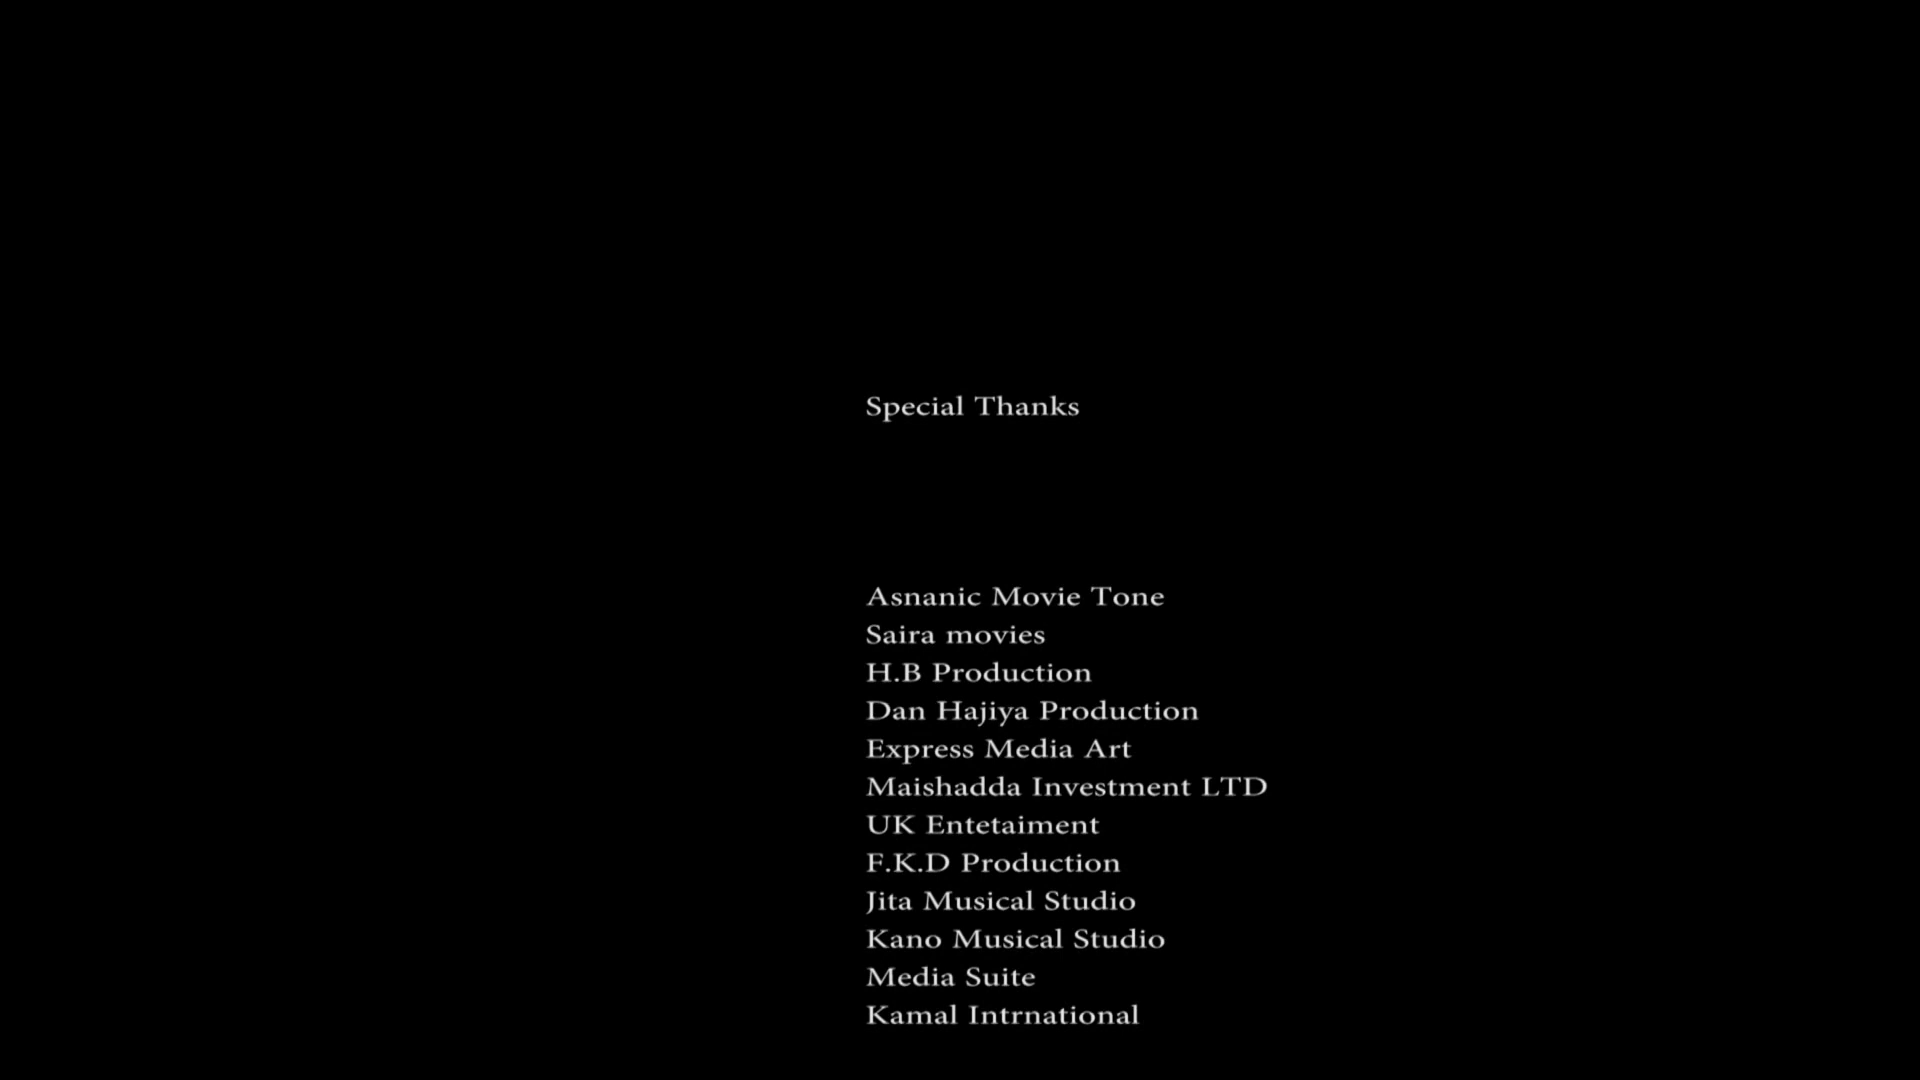 Special Thanks
Asnanic Movie Tone
Saira movies
H.B Production
Dan Hajiya Production
Express Media Art
Maishadda Investment LTD
UK Entetaiment
F.K.D Production
Jita Musical Studio
Kano Musical Studio
Media Suite
Kamal Intrnational